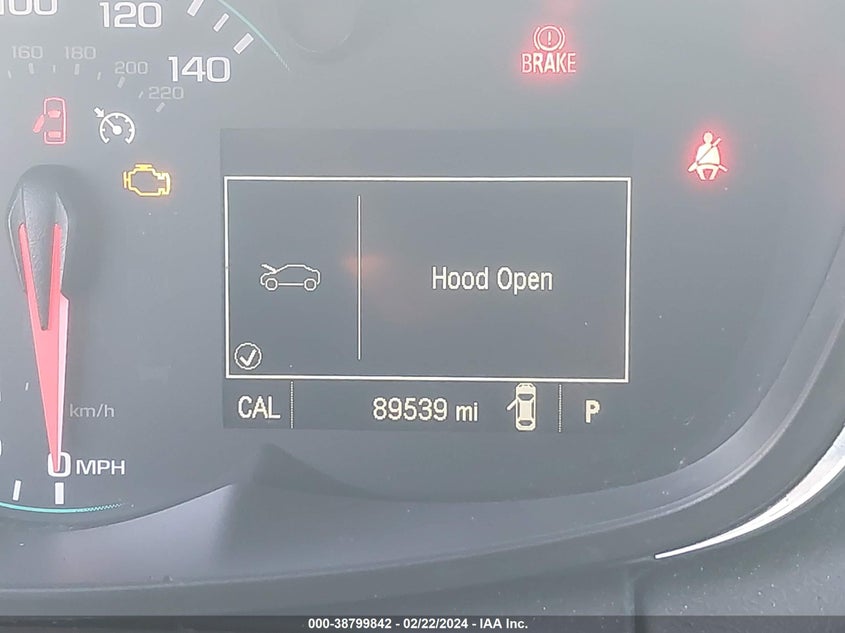 100 120 140
160 180 200 220
BRAKE
Hood Open
CAL 89539 mi P
km/h
0 MPH
000-38799842 - 02/22/2024 - IAA Inc.